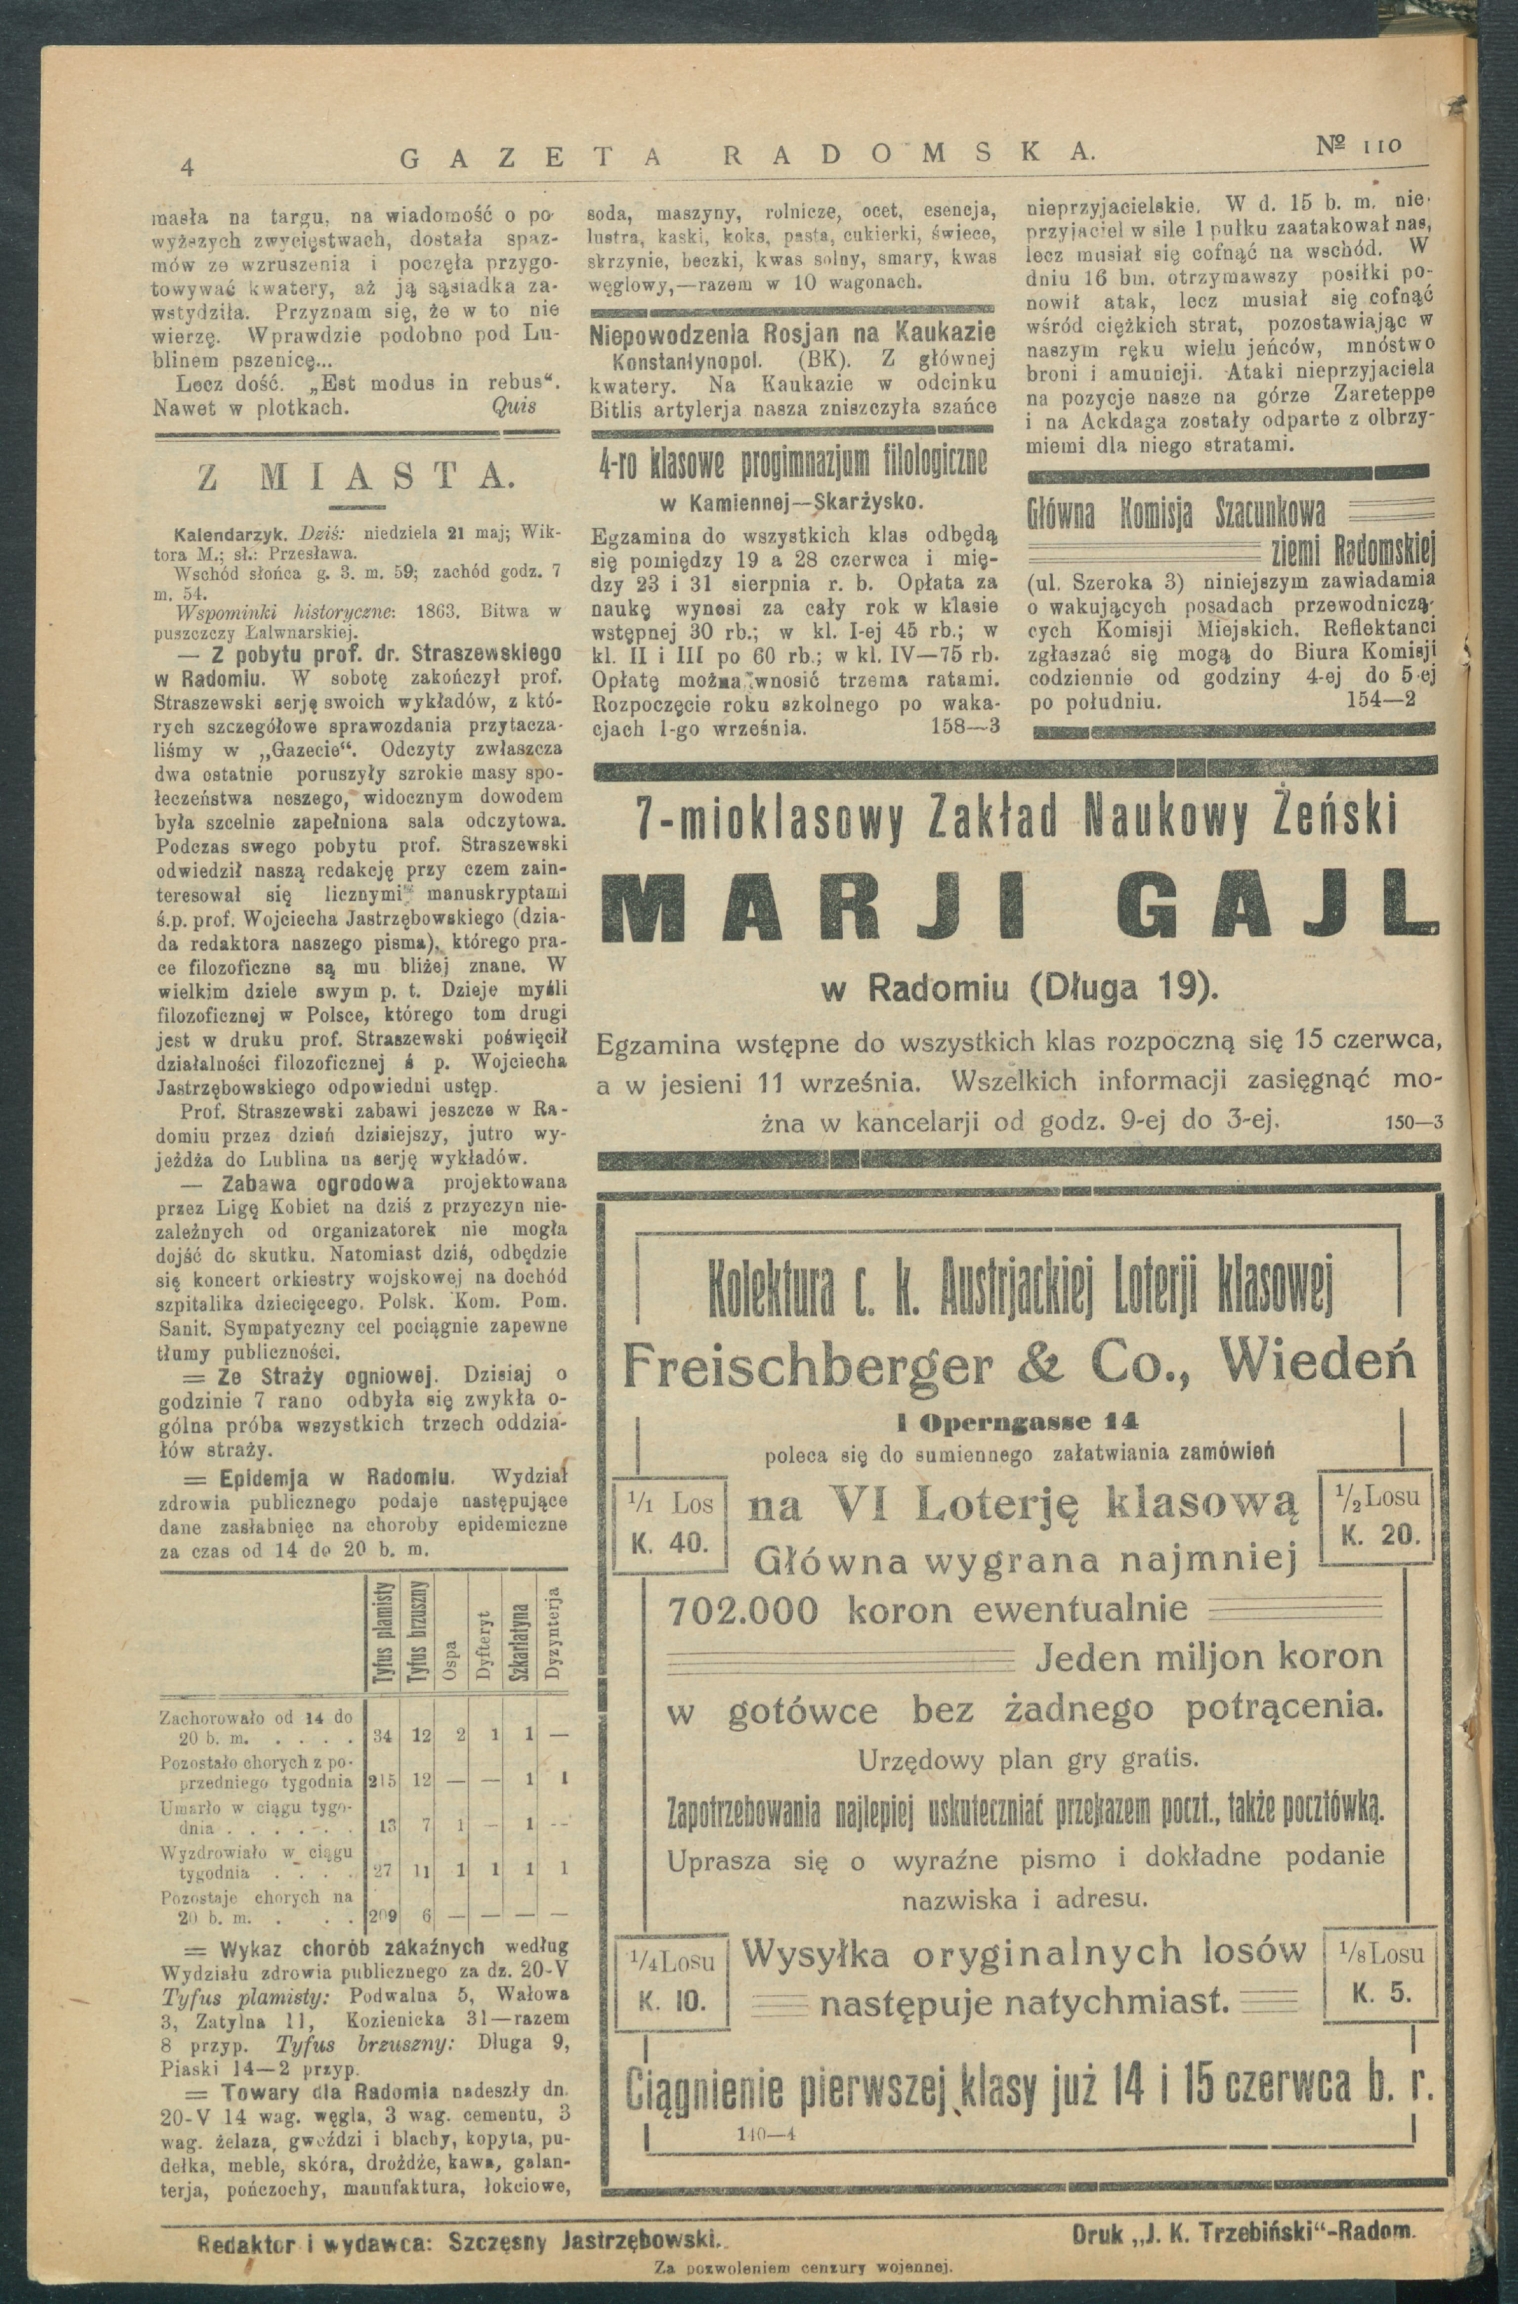 4
GAZETA RADOMSKA.
№ 110
masła na targu, na wiadomość o po-
wyższych zwycięstwach, dostała spaz-
mów ze wzruszenia i poczęła przygo-
towywać kwatery, aż ją sąsiadka za-
wstydziła. Przyznam się, że w to nie
wierzę. Wprawdzie podobno pod Lu-
blinem pszenicę...
Lecz dość. „Est modus in rebus“.
Nawet w plotkach. Quis
Z MIASTA.
Kalendarzyk. Dziś: niedziela 21 maj; Wik-
tora M.; sł.: Przesława.
Wschód słońca g. 3. m. 59; zachód godz. 7
m. 54.
Wspominki historyczne: 1863. Bitwa w
puszczczy Łalwnarskiej.
— Z pobytu prof. dr. Straszewskiego
w Radomiu. W sobotę zakończył prof.
Straszewski serję swoich wykładów, z któ-
rych szczegółowe sprawozdania przytacza-
liśmy w „Gazecie“. Odczyty zwłaszcza
dwa ostatnie poruszyły szrokie masy spo-
łeczeństwa neszego, widocznym dowodem
była szcelnie zapełniona sala odczytowa.
Podczas swego pobytu prof. Straszewski
odwiedził naszą redakcję przy czem zain-
teresował się licznymi manuskryptami
ś.p. prof. Wojciecha Jastrzębowskiego (dzia-
da redaktora naszego pisma), którego pra-
ce filozoficzne są mu bliżej znane. W
wielkim dziele swym p. t. Dzieje myśli
filozoficznej w Polsce, którego tom drugi
jest w druku prof. Straszewski poświęcił
działalności filozoficznej ś p. Wojciecha
Jastrzębowskiego odpowiedni ustęp.
Prof. Straszewski zabawi jeszcze w Ra-
domiu przez dzień dzisiejszy, jutro wy-
jeżdża do Lublina na serję wykładów.
— Zabawa ogrodowa projektowana
przez Ligę Kobiet na dziś z przyczyn nie-
zależnych od organizatorek nie mogła
dojść do skutku. Natomiast dziś, odbędzie
się koncert orkiestry wojskowej na dochód
szpitalika dziecięcego. Polsk. Kom. Pom.
Sanit. Sympatyczny cel pociągnie zapewne
tłumy publiczności.
= Ze Straży ogniowej. Dzisiaj o
godzinie 7 rano odbyła się zwykła o-
gólna próba wszystkich trzech oddzia-
łów straży.
= Epidemja w Radomiu. Wydział
zdrowia publicznego podaje następujące
dane zasłabnięć na choroby epidemiczne
za czas od 14 do 20 b. m.
Tyfus plamisty
Tyfus brzuszny
Ospa
Dyfteryt
Szkarlatyna
Dyzynterja
Zachorowało od 14 do
20 b. m. . . . . 34 12 2 1 1 —
Pozostało chorych z po-
przedniego tygodnia 215 12 — — 1 1
Umarło w ciągu tygo-
dnia . . . . . . 13 7 1 — 1 —
Wyzdrowiało w ciągu
tygodnia . . . . 27 11 1 1 1 1
Pozostaje chorych na
20 b. m. . . . 209 6 — — — —
= Wykaz chorób zakaźnych według
Wydziału zdrowia publicznego za dz. 20-V
Tyfus plamisty: Podwalna 5, Wałowa
3, Zatylna 11, Kozienicka 31—razem
8 przyp. Tyfus brzuszny: Dluga 9,
Piaski 14—2 przyp.
= Towary dla Radomia nadeszły dn.
20-V 14 wag. węgla, 3 wag. cementu, 3
wag. żelaza, gwoździ i blachy, kopyta, pu-
dełka, meble, skóra, drożdże, kawa, galan-
terja, pończochy, manufaktura, łokciowe,
soda, maszyny, rolnicze, ocet, esencja,
lustra, kaski, koks, pasta, cukierki, świece,
skrzynie, beczki, kwas solny, smary, kwas
węglowy,—razem w 10 wagonach.
Niepowodzenia Rosjan na Kaukazie
Konstantynopol. (BK). Z głównej
kwatery. Na Kaukazie w odcinku
Bitlis artylerja nasza zniszczyła szańce
4-ro klasowe progimnazjum filologiczne
w Kamiennej—Skarżysko.
Egzamina do wszystkich klas odbędą
się pomiędzy 19 a 28 czerwca i mię-
dzy 23 i 31 sierpnia r. b. Opłata za
naukę wynosi za cały rok w klasie
wstępnej 30 rb.; w kl. I-ej 45 rb.; w
kl. II i III po 60 rb.; w kl. IV—75 rb.
Opłatę można wnosić trzema ratami.
Rozpoczęcie roku szkolnego po waka-
cjach 1-go września. 158—3
nieprzyjacielskie. W d. 15 b. m. nie-
przyjaciel w sile 1 pułku zaatakował nas,
lecz musiał się cofnąć na wschód. W
dniu 16 bm. otrzymawszy posiłki po-
nowił atak, lecz musiał się cofnąć
wśród ciężkich strat, pozostawiając w
naszym ręku wielu jeńców, mnóstwo
broni i amunicji. Ataki nieprzyjaciela
na pozycje nasze na górze Zareteppe
i na Ackdaga zostały odparte z olbrzy-
miemi dla niego stratami.
Główna Komisja Szacunkowa
ziemi Radomskiej
(ul. Szeroka 3) niniejszym zawiadamia
o wakujących posadach przewodniczą-
cych Komisji Miejskich. Reflektanci
zgłaszać się mogą do Biura Komisji
codziennie od godziny 4-ej do 5-ej
po południu. 154—2
7-mioklasowy Zakład Naukowy Żeński
MARJI GAJL
w Radomiu (Długa 19).
Egzamina wstępne do wszystkich klas rozpoczną się 15 czerwca,
a w jesieni 11 września. Wszelkich informacji zasięgnąć mo-
żna w kancelarji od godz. 9-ej do 3-ej. 150—3
Kolektura c. k. Austrjackiej Loterji klasowej
Freischberger & Co., Wiedeń
I Operngasse 14
poleca się do sumiennego załatwiania zamówień
1/1 Los
K. 40.
na VI Loterję klasową
Główna wygrana najmniej
1/2 Losu
K. 20.
702.000 koron ewentualnie
Jeden miljon koron
w gotówce bez żadnego potrącenia.
Urzędowy plan gry gratis.
Zapotrzebowania najlepiej uskuteczniać przekazem poczt., także pocztówką.
Uprasza się o wyraźne pismo i dokładne podanie
nazwiska i adresu.
1/4 Losu
K. 10.
Wysyłka oryginalnych losów
następuje natychmiast.
1/8 Losu
K. 5.
Ciągnienie pierwszej klasy już 14 i 15 czerwca b. r.
140—4
Redaktor i wydawca: Szczęsny Jastrzębowski.
Druk „J. K. Trzebiński“-Radom.
Za pozwoleniem cenzury wojennej.